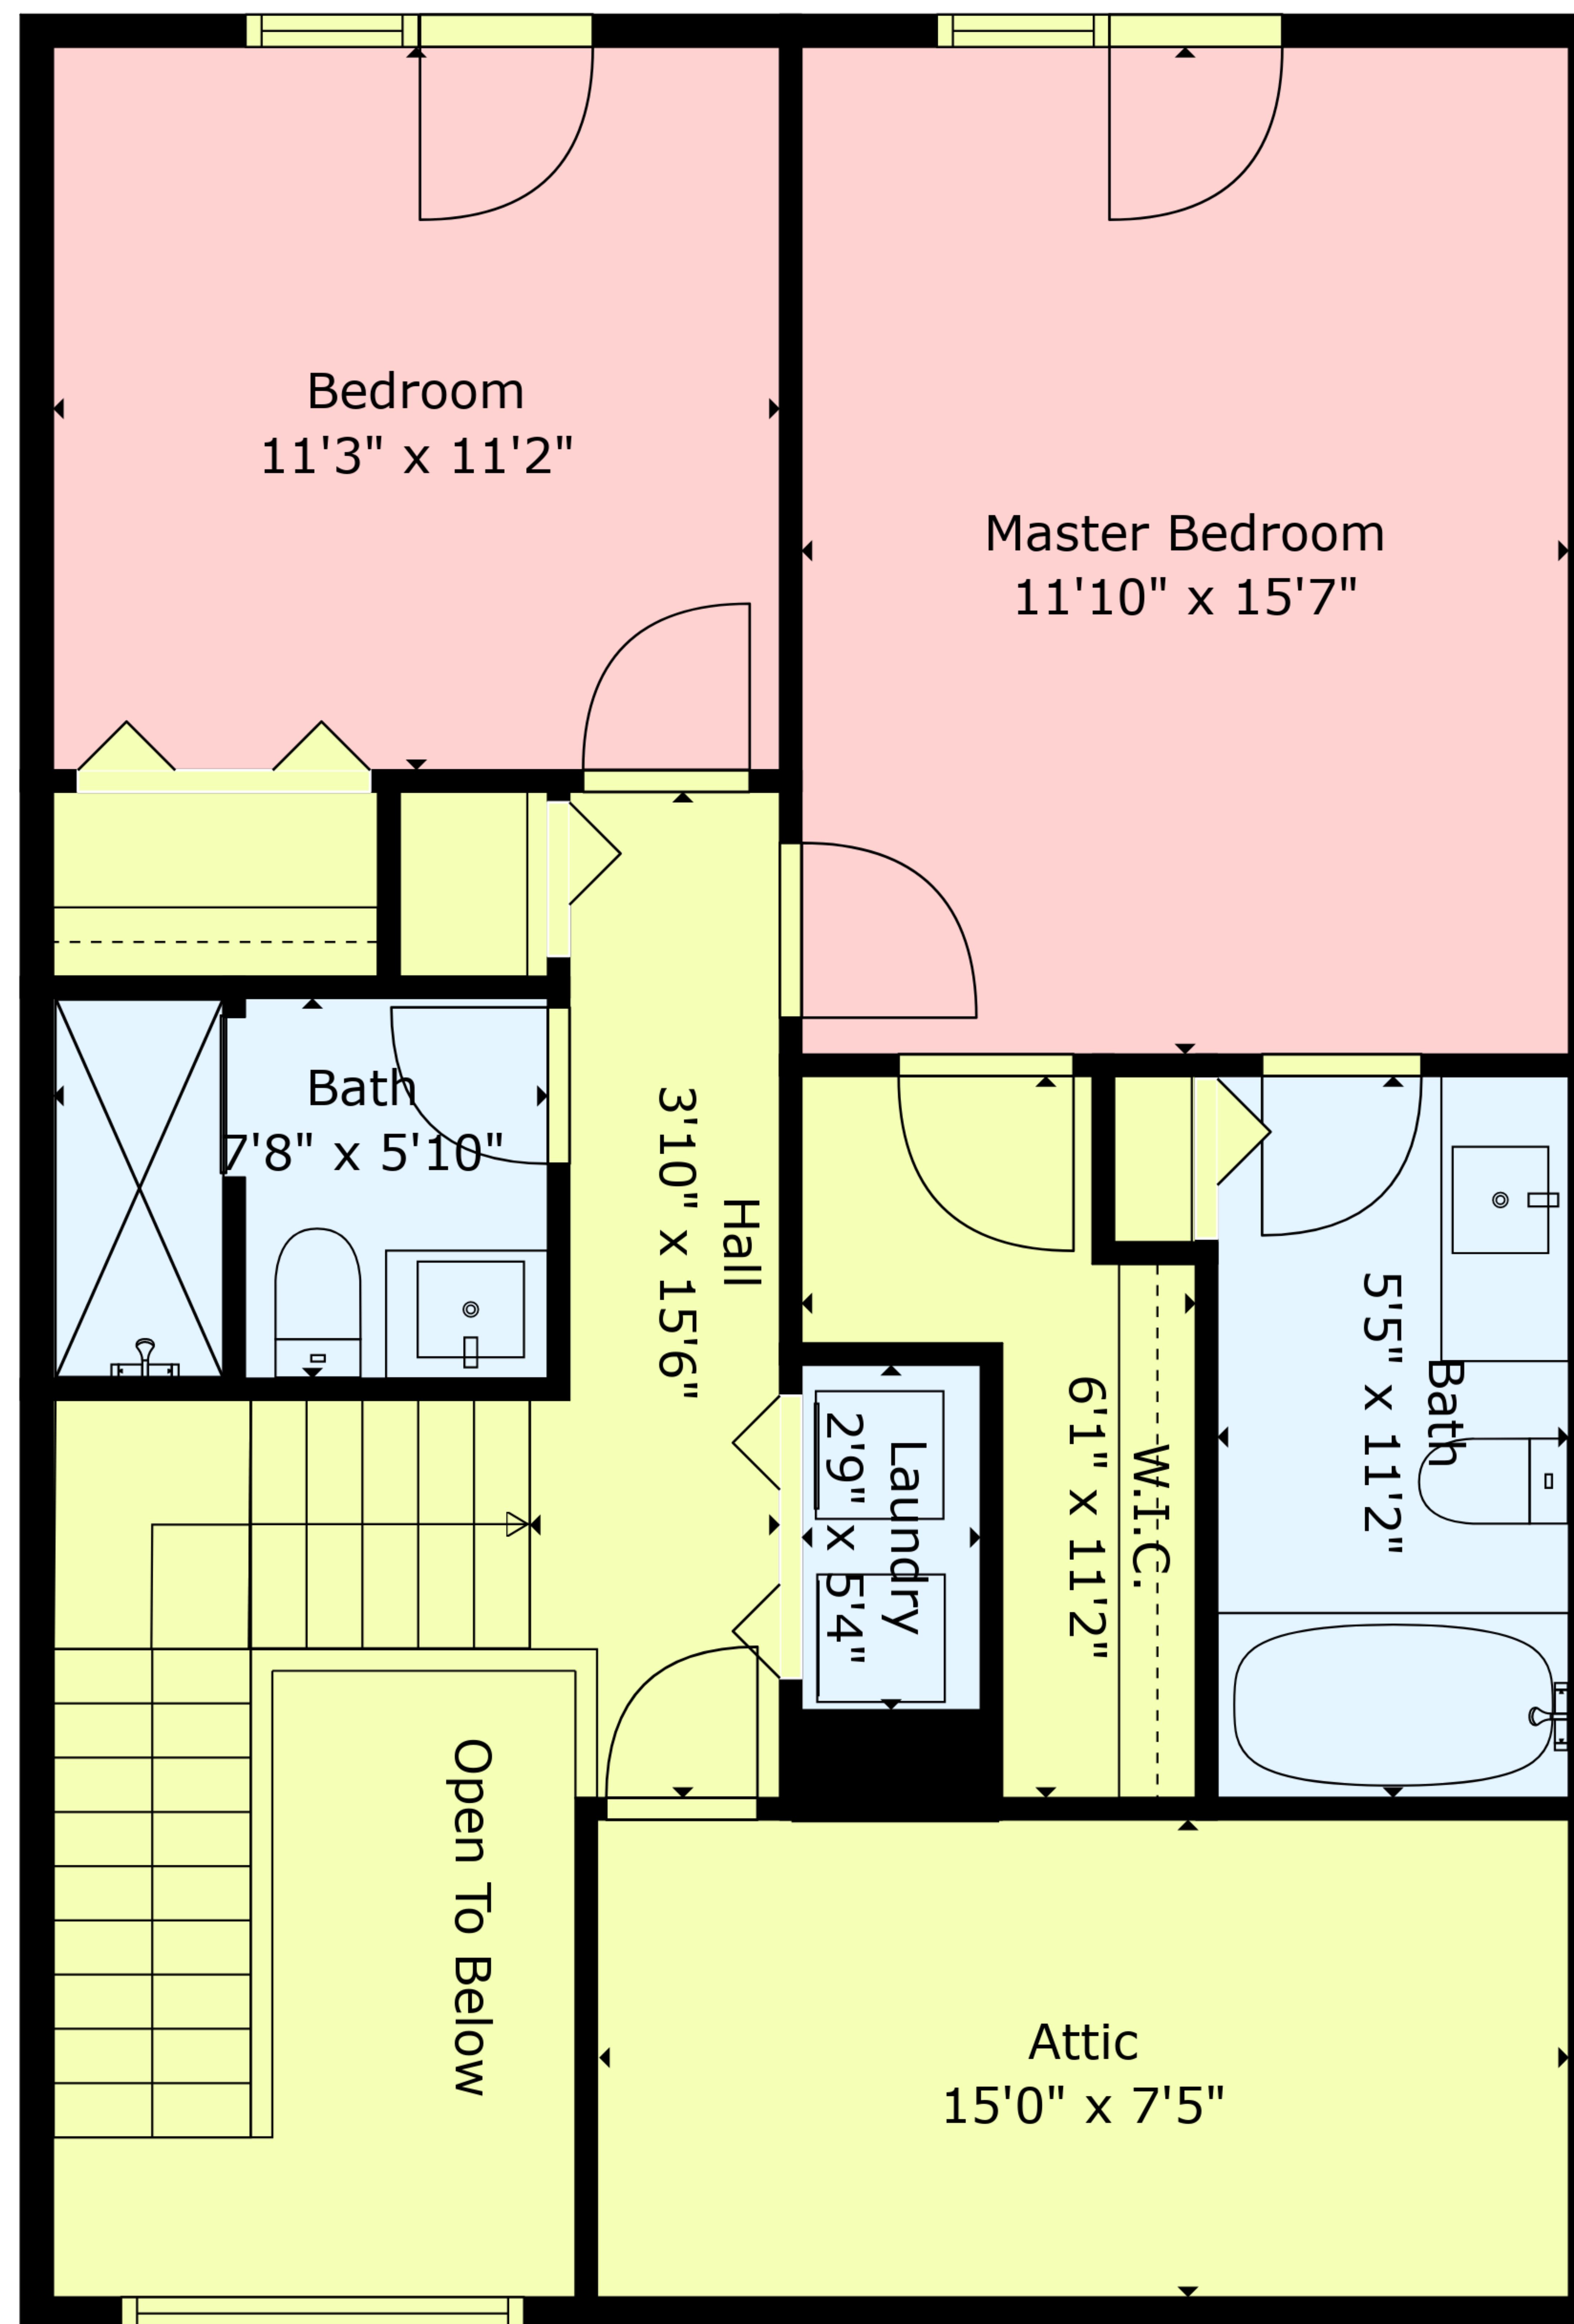 Bedroom
11'3" x 11'2"
Master Bedroom
11'10" x 15'7"
Bath
7'8" x 5'10"
Hall
3'10" x 15'6"
Laundry
2'9" x 5'4"
W.I.C.
6'1" x 11'2"
Bath
5'5" x 11'2"
Open To Below
Attic
15'0" x 7'5"